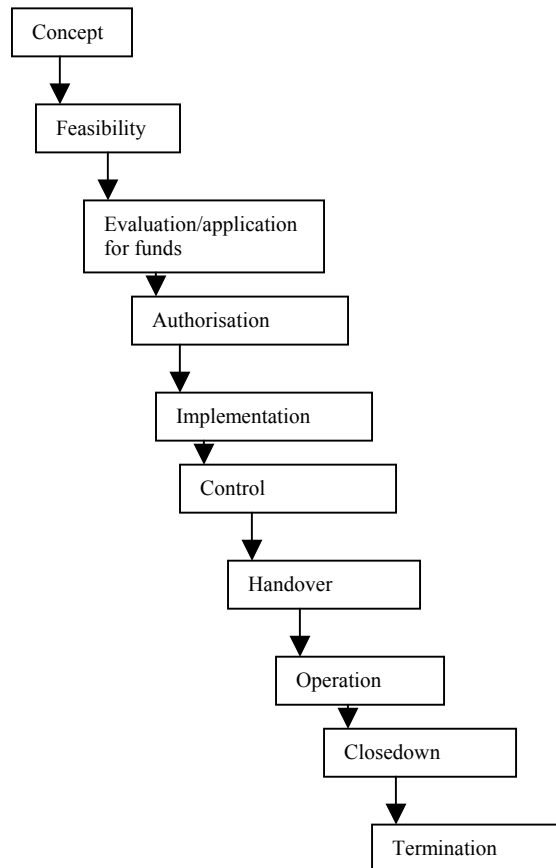 Concept
Feasibility
Evaluation/application
for funds
Authorisation
Implementation
Control
Handover
Operation
Closedown
Termination